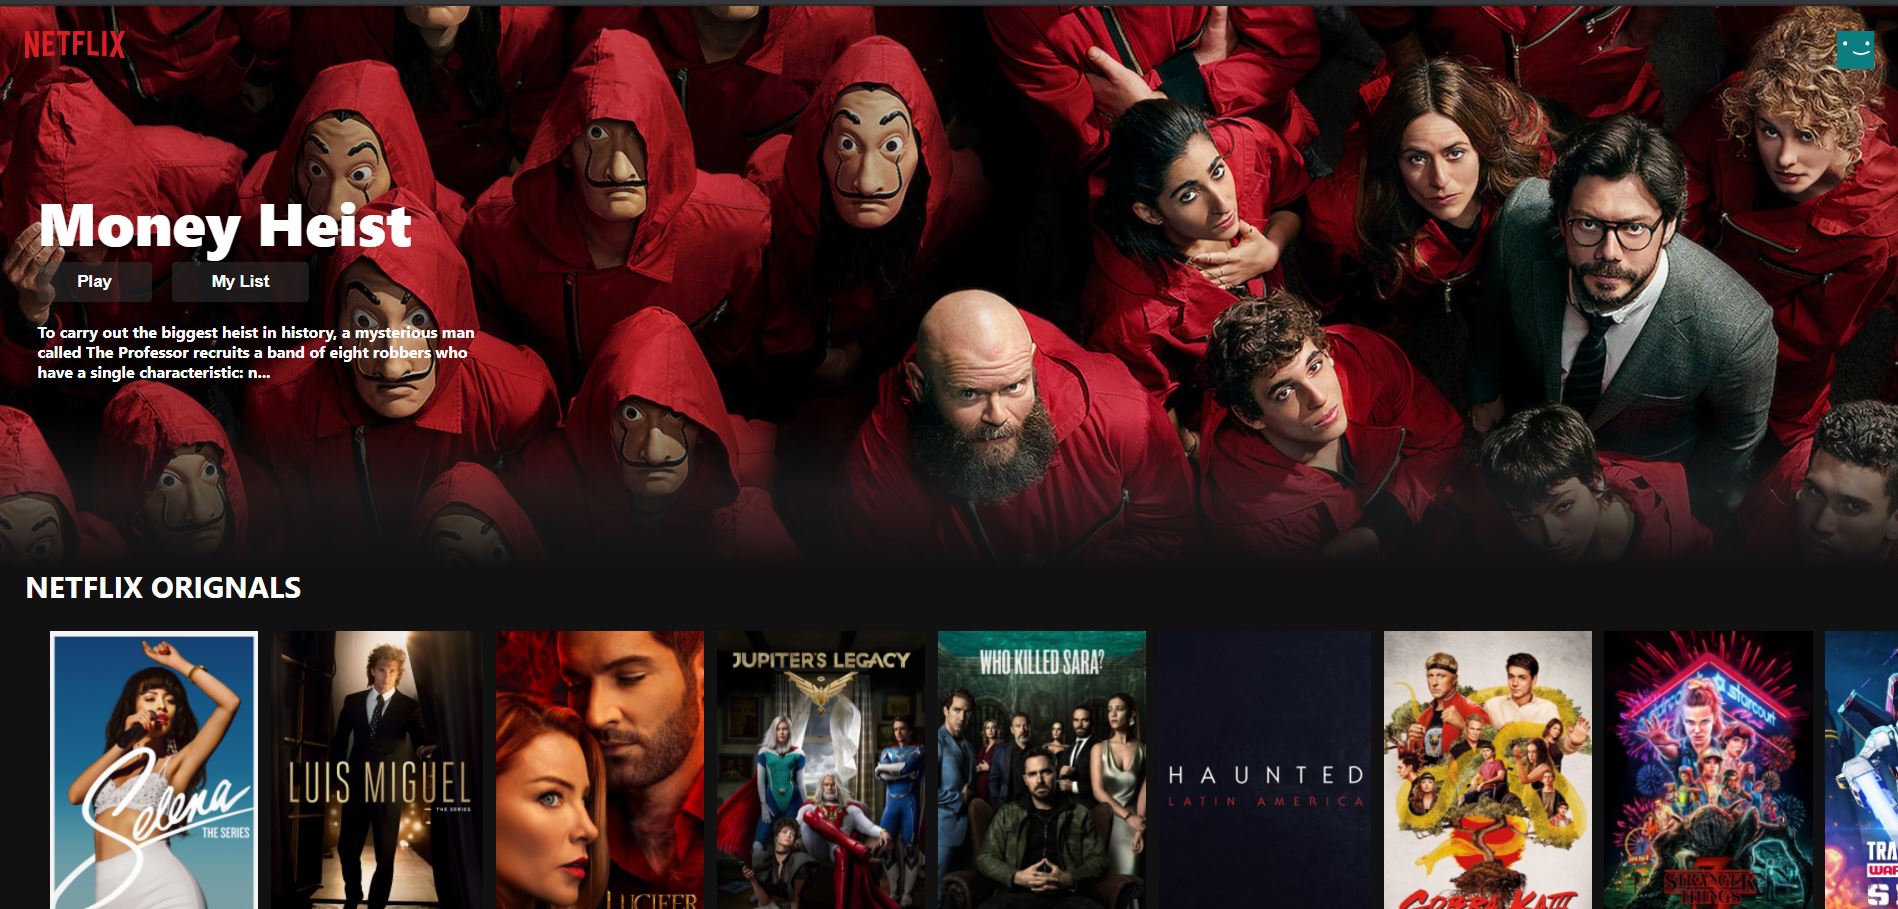 NETFLIX
Money Heist
Play
My List
To carry out the biggest heist in history, a mysterious man
called The Professor recruits a band of eight robbers who
have a single characteristic: n...
NETFLIX ORIGNALS
Selena
THE SERIES
LUIS MIGUEL
THE SERIES
LUCIFER
JUPITER'S LEGACY
WHO KILLED SARA?
HAUNTED
LATIN AMERICA
COBRA KAI
starcourt
STRANGER
THINGS
TRA
WAR
S